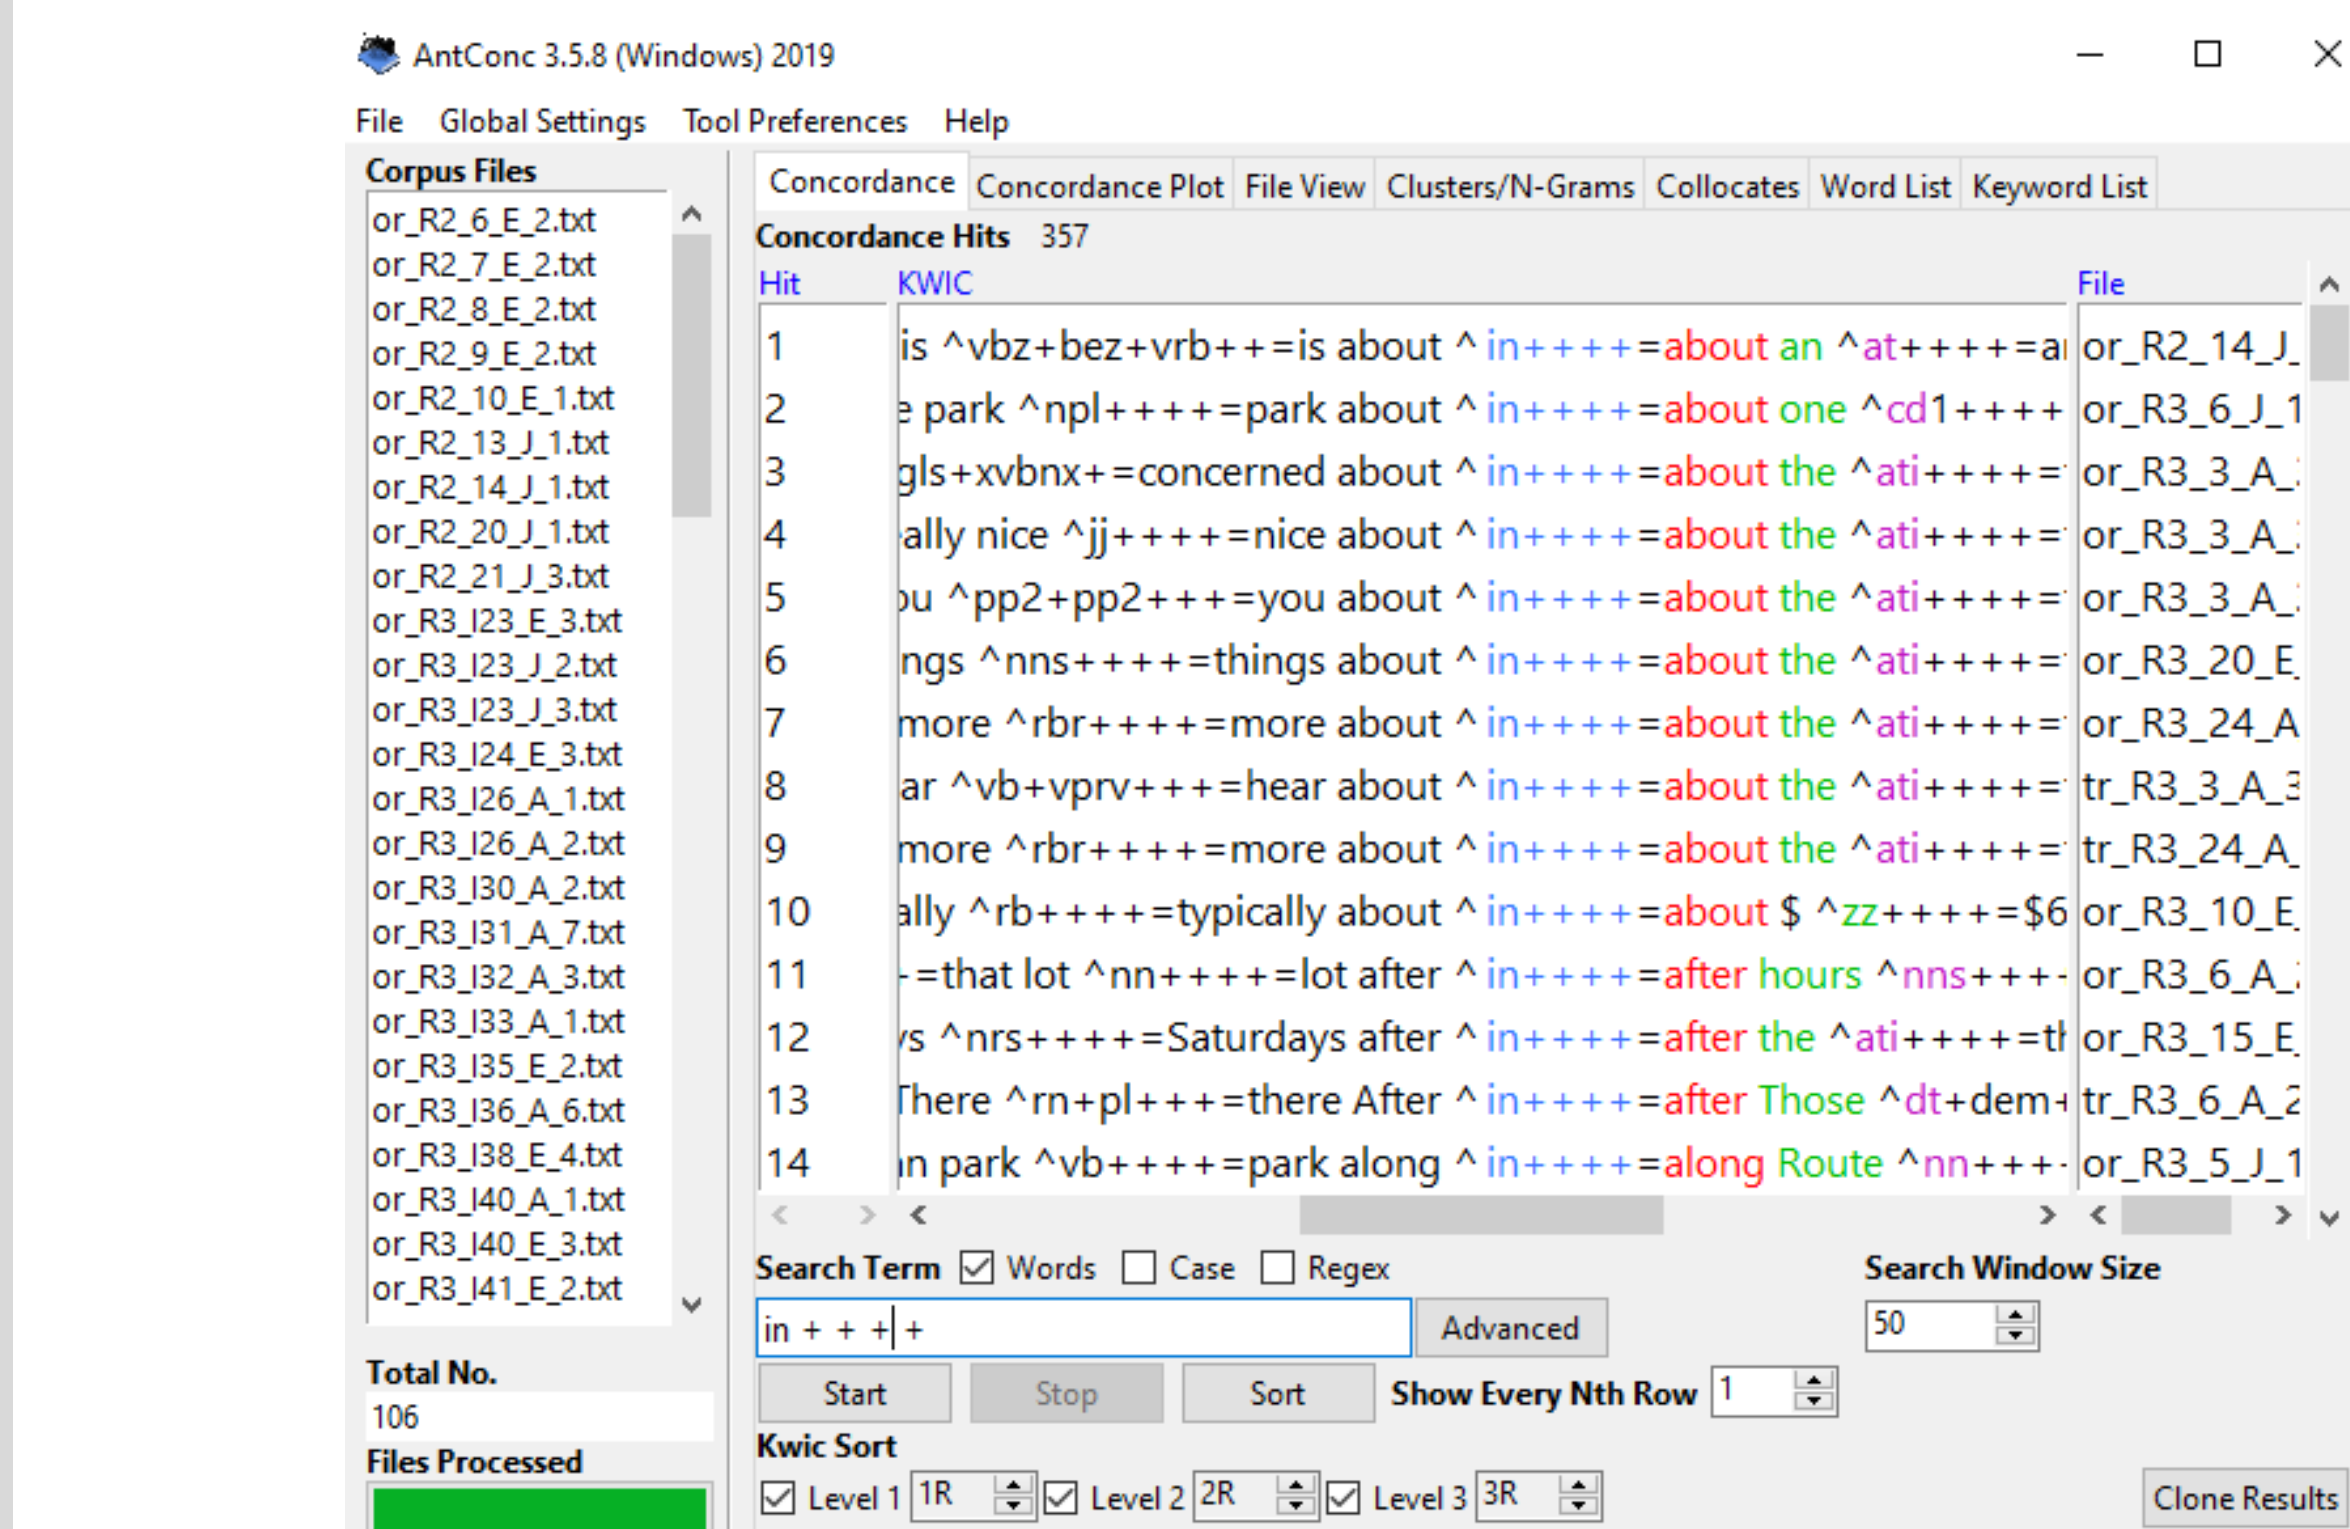 AntConc 3.5.8 (Windows) 2019
File Global Settings Tool Preferences Help
Corpus Files
or_R2_6_E_2.txt
or_R2_7_E_2.txt
or_R2_8_E_2.txt
or_R2_9_E_2.txt
or_R2_10_E_1.txt
or_R2_13_J_1.txt
or_R2_14_J_1.txt
or_R2_20_J_1.txt
or_R2_21_J_3.txt
or_R3_I23_E_3.txt
or_R3_I23_J_2.txt
or_R3_I23_J_3.txt
or_R3_I24_E_3.txt
or_R3_I26_A_1.txt
or_R3_I26_A_2.txt
or_R3_I30_A_2.txt
or_R3_I31_A_7.txt
or_R3_I32_A_3.txt
or_R3_I33_A_1.txt
or_R3_I35_E_2.txt
or_R3_I36_A_6.txt
or_R3_I38_E_4.txt
or_R3_I40_A_1.txt
or_R3_I40_E_3.txt
or_R3_I41_E_2.txt
Total No.
106
Files Processed
Concordance Concordance Plot File View Clusters/N-Grams Collocates Word List Keyword List
Concordance Hits 357
Hit KWIC File
1 is ^vbz+bez+vrb++=is about ^ in++++=about an ^at++++=a or_R2_14_J_
2 e park ^npl++++=park about ^ in++++=about one ^cd1++++ or_R3_6_J_1
3 gls+xvbnx+=concerned about ^ in++++=about the ^ati++++= or_R3_3_A_
4 ally nice ^jj++++=nice about ^ in++++=about the ^ati++++= or_R3_3_A_
5 ou ^pp2+pp2+++=you about ^ in++++=about the ^ati++++= or_R3_3_A_
6 ngs ^nns++++=things about ^ in++++=about the ^ati++++= or_R3_20_E_
7 more ^rbr++++=more about ^ in++++=about the ^ati++++= or_R3_24_A
8 ar ^vb+vprv+++=hear about ^ in++++=about the ^ati++++= tr_R3_3_A_3
9 more ^rbr++++=more about ^ in++++=about the ^ati++++= tr_R3_24_A_
10 ally ^rb++++=typically about ^ in++++=about $ ^zz++++=$6 or_R3_10_E_
11 +=that lot ^nn++++=lot after ^ in++++=after hours ^nns++++ or_R3_6_A_
12 ys ^nrs++++=Saturdays after ^ in++++=after the ^ati++++=th or_R3_15_E_
13 There ^rn+pl+++=there After ^ in++++=after Those ^dt+dem+ tr_R3_6_A_2
14 an park ^vb++++=park along ^ in++++=along Route ^nn++++ or_R3_5_J_1
Search Term Words Case Regex Search Window Size
in + + + + Advanced 50
Start Stop Sort Show Every Nth Row 1
Kwic Sort
Level 1 1R Level 2 2R Level 3 3R Clone Results